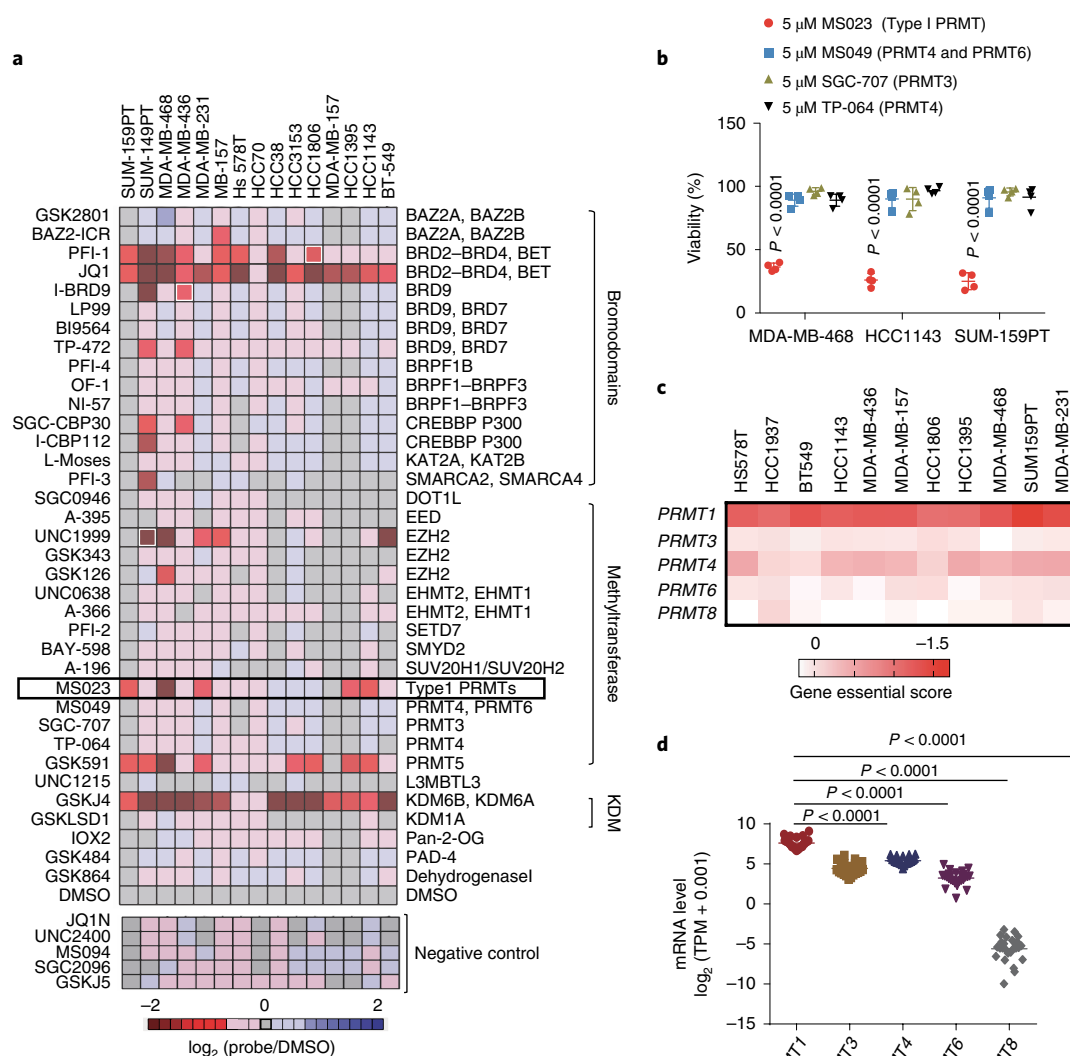 5 µM MS023 (Type I PRMT)
5 µM MS049 (PRMT4 and PRMT6)
5 µM SGC-707 (PRMT3)
5 µM TP-064 (PRMT4)
a
SUM-159PT
SUM-149PT
MDA-MB-468
MDA-MB-436
MDA-MB-231
MB-157
Hs 578T
HCC70
HCC38
HCC3153
HCC1806
MDA-MB-157
HCC1395
HCC1143
BT-549
GSK2801 BAZ2A, BAZ2B
BAZ2-ICR BAZ2A, BAZ2B
PFI-1 BRD2–BRD4, BET
JQ1 BRD2–BRD4, BET
I-BRD9 BRD9
LP99 BRD9, BRD7
BI9564 BRD9, BRD7
TP-472 BRD9, BRD7
PFI-4 BRPF1B
OF-1 BRPF1–BRPF3
NI-57 BRPF1–BRPF3
SGC-CBP30 CREBBP P300
I-CBP112 CREBBP P300
L-Moses KAT2A, KAT2B
PFI-3 SMARCA2, SMARCA4
SGC0946 DOT1L
A-395 EED
UNC1999 EZH2
GSK343 EZH2
GSK126 EZH2
UNC0638 EHMT2, EHMT1
A-366 EHMT2, EHMT1
PFI-2 SETD7
BAY-598 SMYD2
A-196 SUV20H1/SUV20H2
MS023 Type1 PRMTs
MS049 PRMT4, PRMT6
SGC-707 PRMT3
TP-064 PRMT4
GSK591 PRMT5
UNC1215 L3MBTL3
GSKJ4 KDM6B, KDM6A
GSKLSD1 KDM1A
IOX2 Pan-2-OG
GSK484 PAD-4
GSK864 DehydrogenaseI
DMSO DMSO
Bromodomains
Methyltransferase
KDM
JQ1N
UNC2400
MS094
SGC2096
GSKJ5
Negative control
−2 0 2
log2 (probe/DMSO)
b
150
100
50
0
Viability (%)
P < 0.0001
P < 0.0001
P < 0.0001
MDA-MB-468 HCC1143 SUM-159PT
c
HS578T
HCC1937
BT549
HCC1143
MDA-MB-436
MDA-MB-157
HCC1806
HCC1395
MDA-MB-468
SUM159PT
MDA-MB-231
PRMT1
PRMT3
PRMT4
PRMT6
PRMT8
0 −1.5
Gene essential score
d
P < 0.0001
P < 0.0001
P < 0.0001
P < 0.0001
10
5
0
−5
−10
−15
mRNA level
log2 (TPM + 0.001)
MT1
MT3
MT4
MT6
MT8